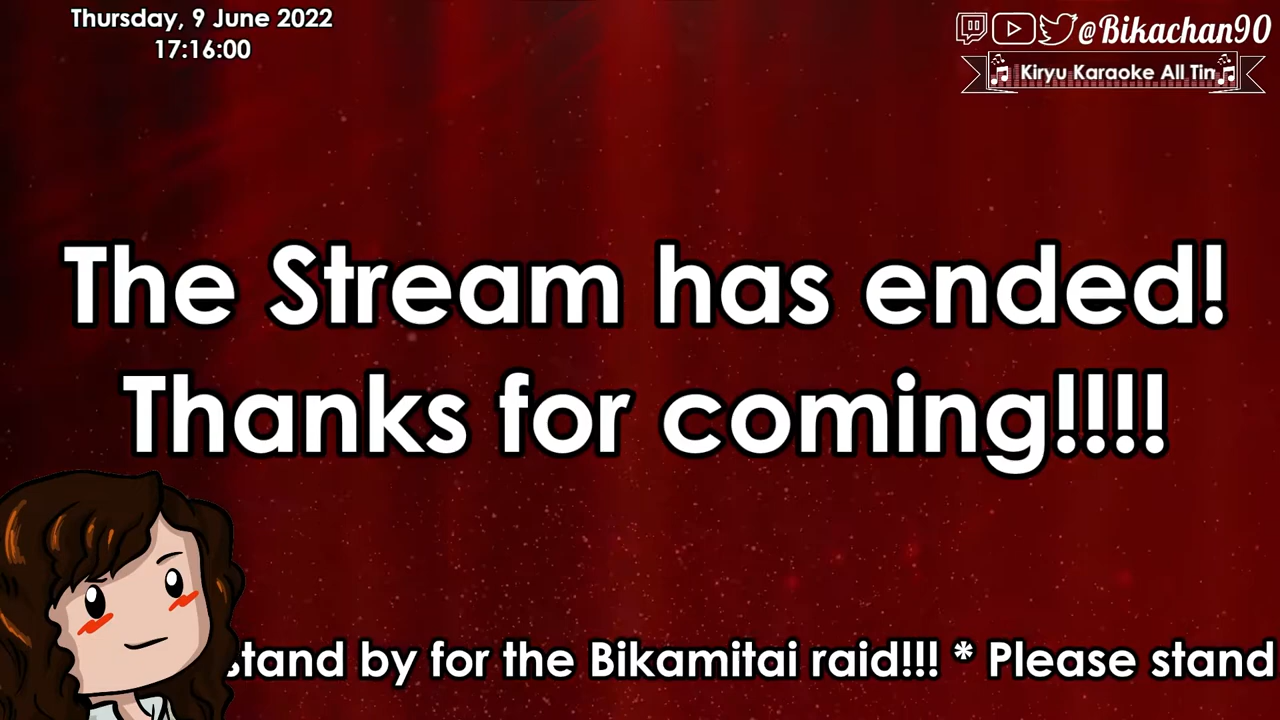 Thursday, 9 June 2022
17:16:00
@Bikachan90
Kiryu Karaoke All Tim
The Stream has ended!
Thanks for coming!!!!
stand by for the Bikamitai raid!!! * Please stand